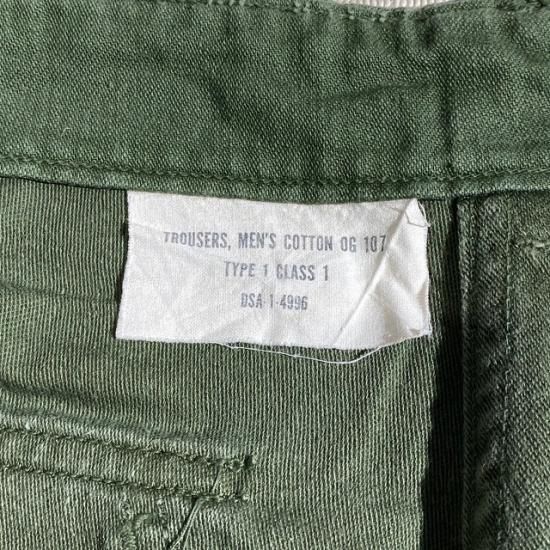 TROUSERS, MEN'S COTTON OG 107
TYPE 1 CLASS 1
DSA-1-4996